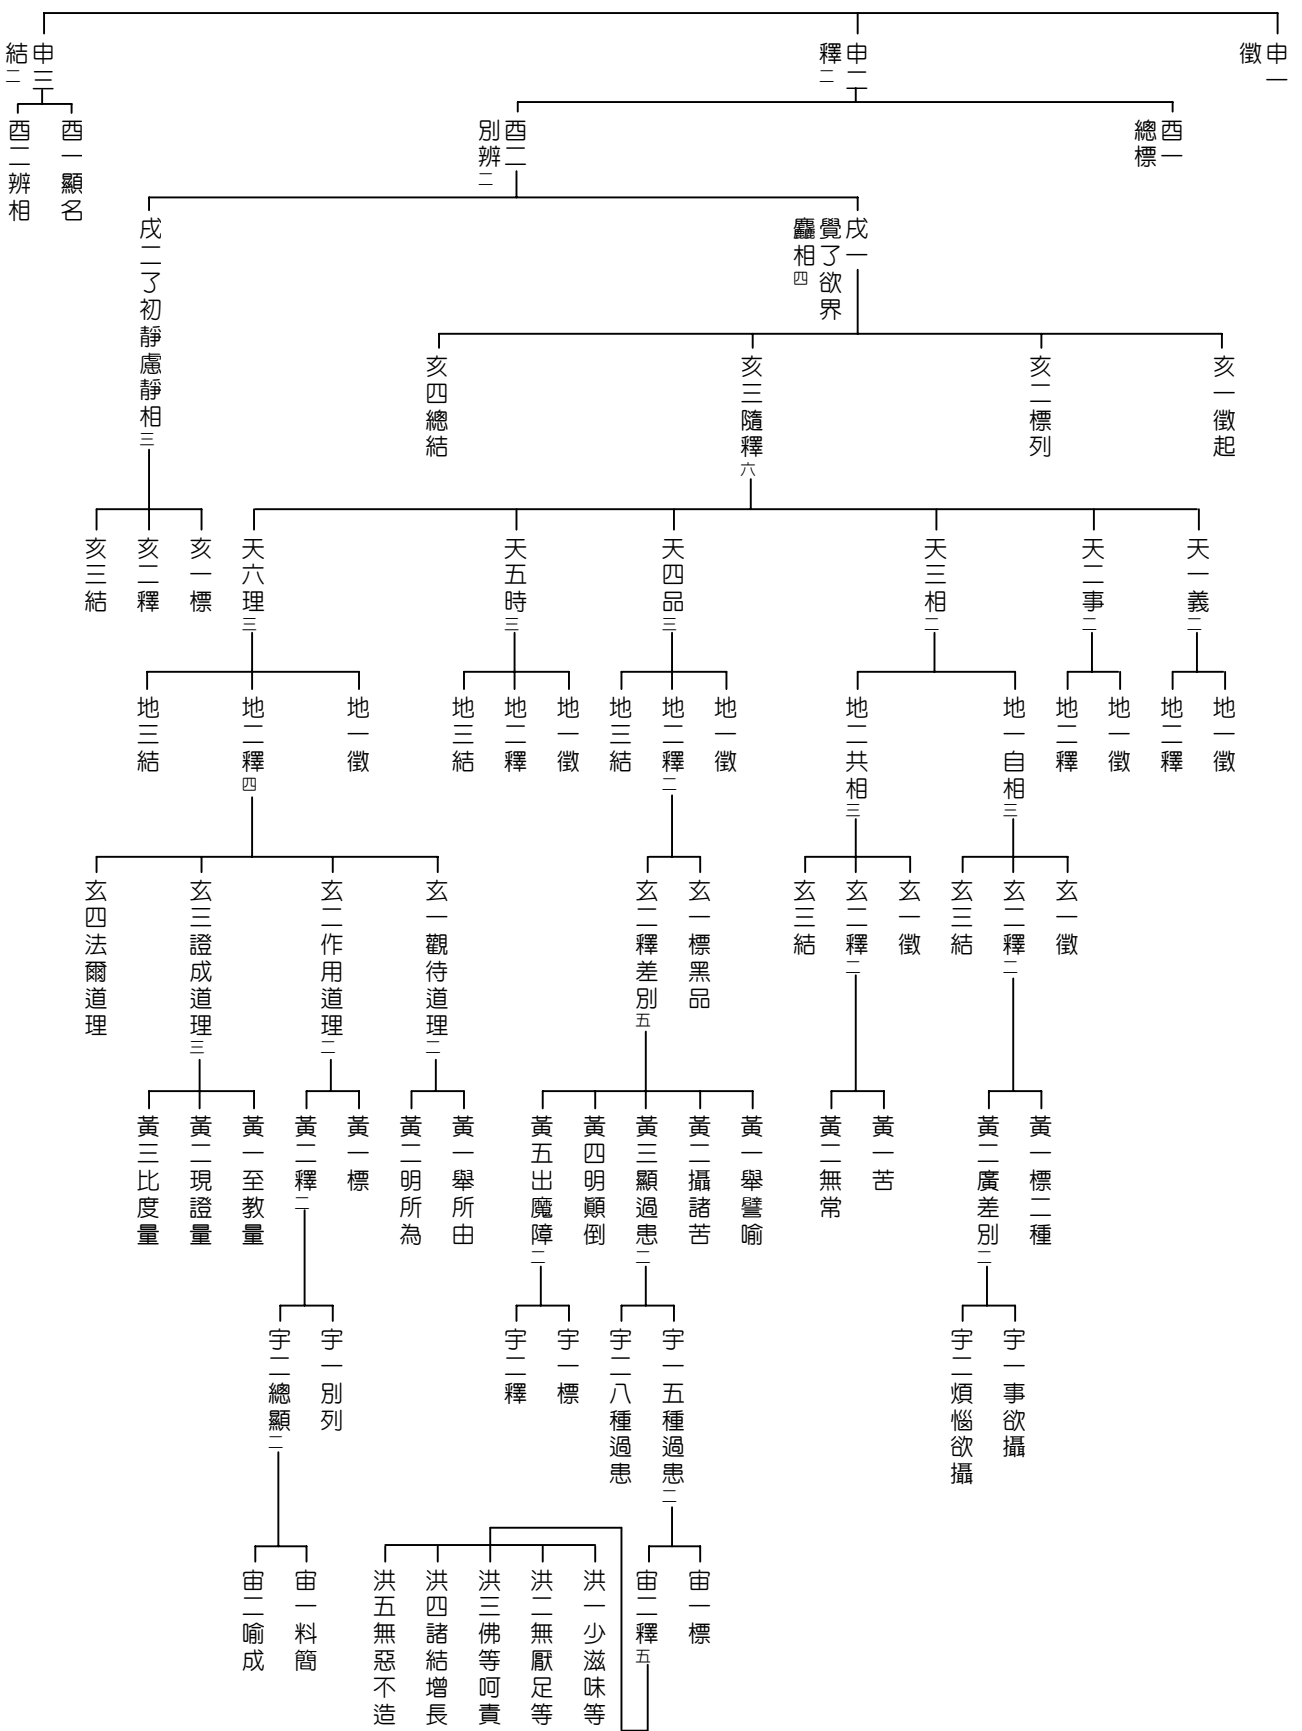 申一徵
申二釋二
申三結二
酉一總標
酉二別辨二
酉一顯名
酉二辨相
戌一覺了欲界麤相四
戌二了初靜慮靜相三
亥一徵起
亥二標列
亥三隨釋六
亥四總結
天一義二
天二事二
天三相二
天四品三
天五時三
天六理三
亥一標
亥二釋
亥三結
地一徵
地二釋
地一徵
地二釋
地一自相三
地二共相三
地一徵
地二釋二
地三結
地一徵
地二釋
地三結
地一徵
地二釋四
地三結
玄一徵
玄二釋二
玄三結
玄一徵
玄二釋二
玄三結
玄一標黑品
玄二釋差別五
玄一觀待道理二
玄二作用道理二
玄三證成道理三
玄四法爾道理
黃一標二種
黃二廣差別二
黃一苦
黃二無常
黃一舉譬喻
黃二攝諸苦
黃三顯過患二
黃四明顚倒
黃五出魔障二
黃一舉所由
黃二明所為
黃一標
黃二釋二
黃一至教量
黃二現證量
黃三比度量
宇一事欲攝
宇二煩惱欲攝
宇一五種過患二
宇二八種過患
宇一標
宇二釋
宇一別列
宇二總顯二
宙一標
宙二釋五
洪一少滋味等
洪二無厭足等
洪三佛等呵責
洪四諸結增長
洪五無惡不造
宙一料簡
宙二喻成